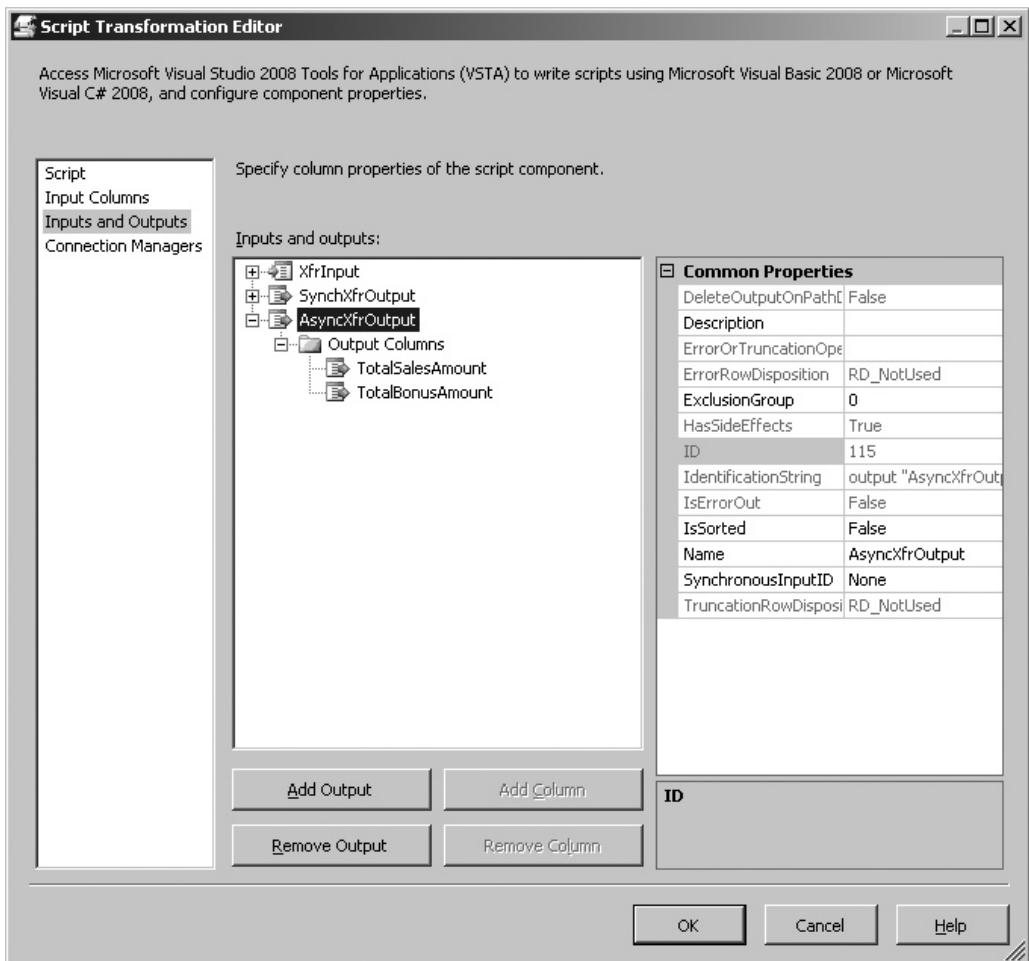 Script Transformation Editor
Access Microsoft Visual Studio 2008 Tools for Applications (VSTA) to write scripts using Microsoft Visual Basic 2008 or Microsoft
Visual C# 2008, and configure component properties.
Script
Input Columns
Inputs and Outputs
Connection Managers
Specify column properties of the script component.
Inputs and outputs:
XfrInput
SynchXfrOutput
AsyncXfrOutput
Output Columns
TotalSalesAmount
TotalBonusAmount
Add Output
Add Column
Remove Output
Remove Column
Common Properties
DeleteOutputOnPathD False
Description
ErrorOrTruncationOpe
ErrorRowDisposition RD_NotUsed
ExclusionGroup 0
HasSideEffects True
ID 115
IdentificationString output "AsyncXfrOutp
IsErrorOut False
IsSorted False
Name AsyncXfrOutput
SynchronousInputID None
TruncationRowDisposi RD_NotUsed
ID
OK
Cancel
Help